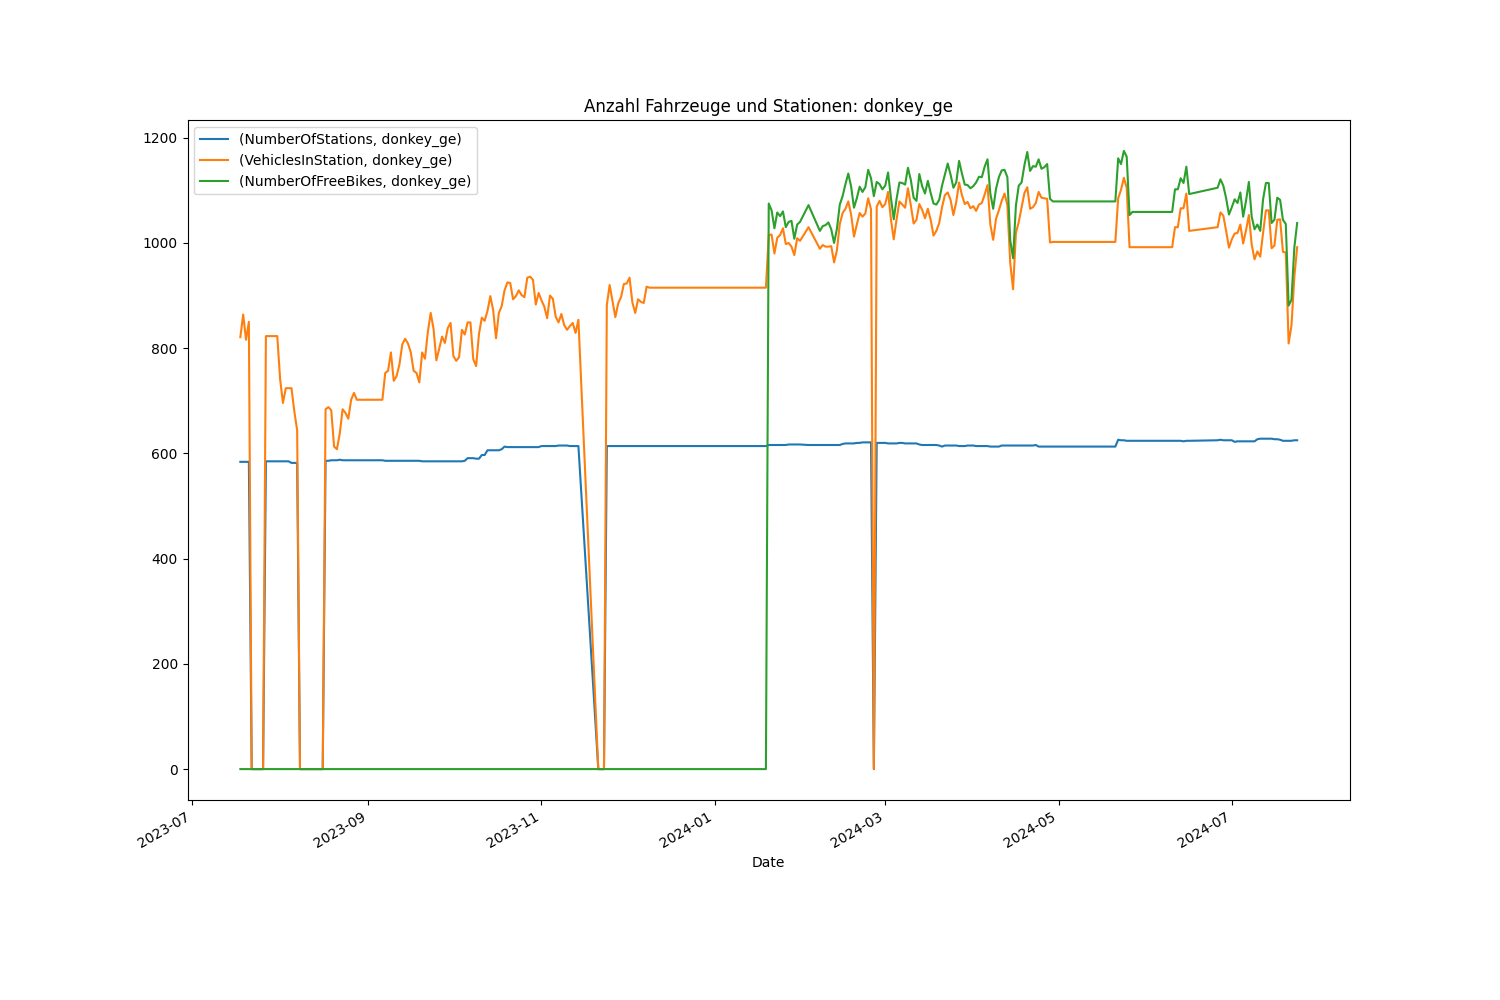 Anzahl Fahrzeuge und Stationen: donkey_ge
(NumberOfStations, donkey_ge)
(VehiclesInStation, donkey_ge)
(NumberOfFreeBikes, donkey_ge)
1200
1000
800
600
400
200
0
2023-07
2023-09
2023-11
2024-01
2024-03
2024-05
2024-07
Date